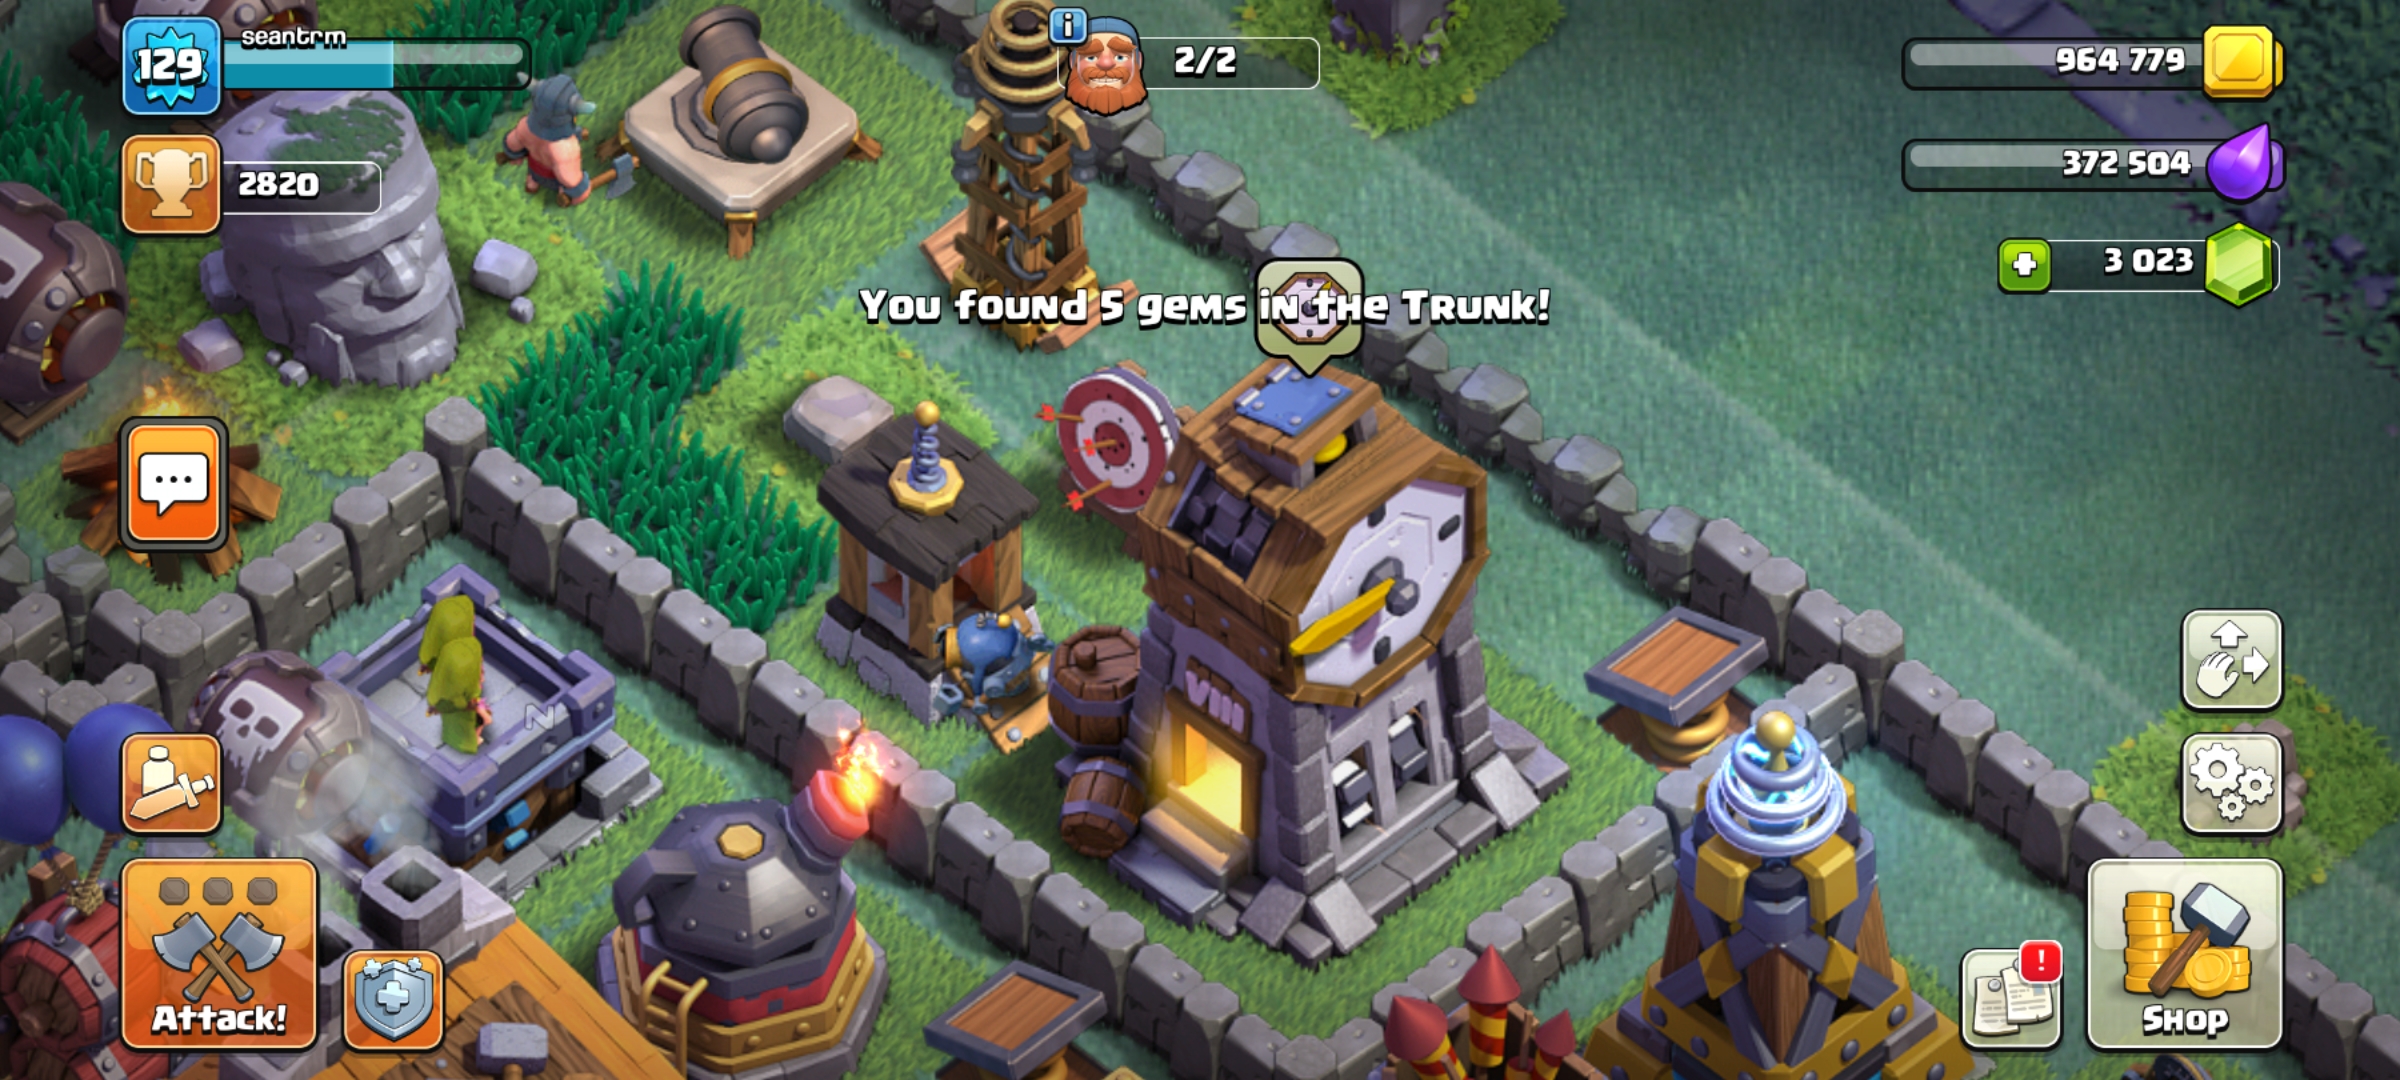 129
seantrm
2/2
964 779
2820
372 504
3 023
You found 5 gems in the Trunk!
VIII
Attack!
!
Shop